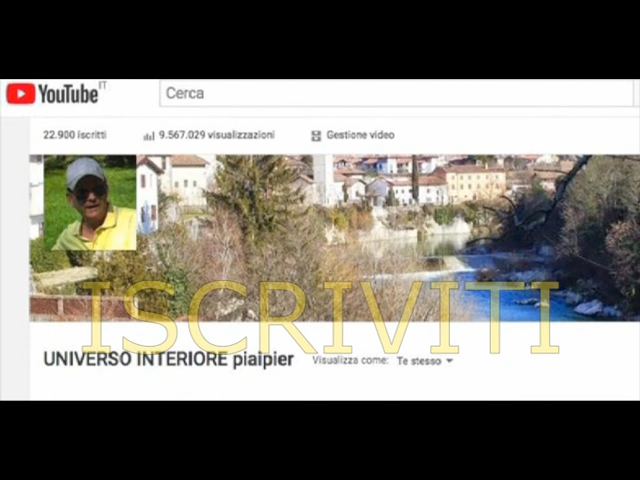 YouTube IT
Cerca
22.900 iscritti 9.567.029 visualizzazioni Gestione video
ISCRIVITI
UNIVERSO INTERIORE piaipier Visualizza come: Te stesso